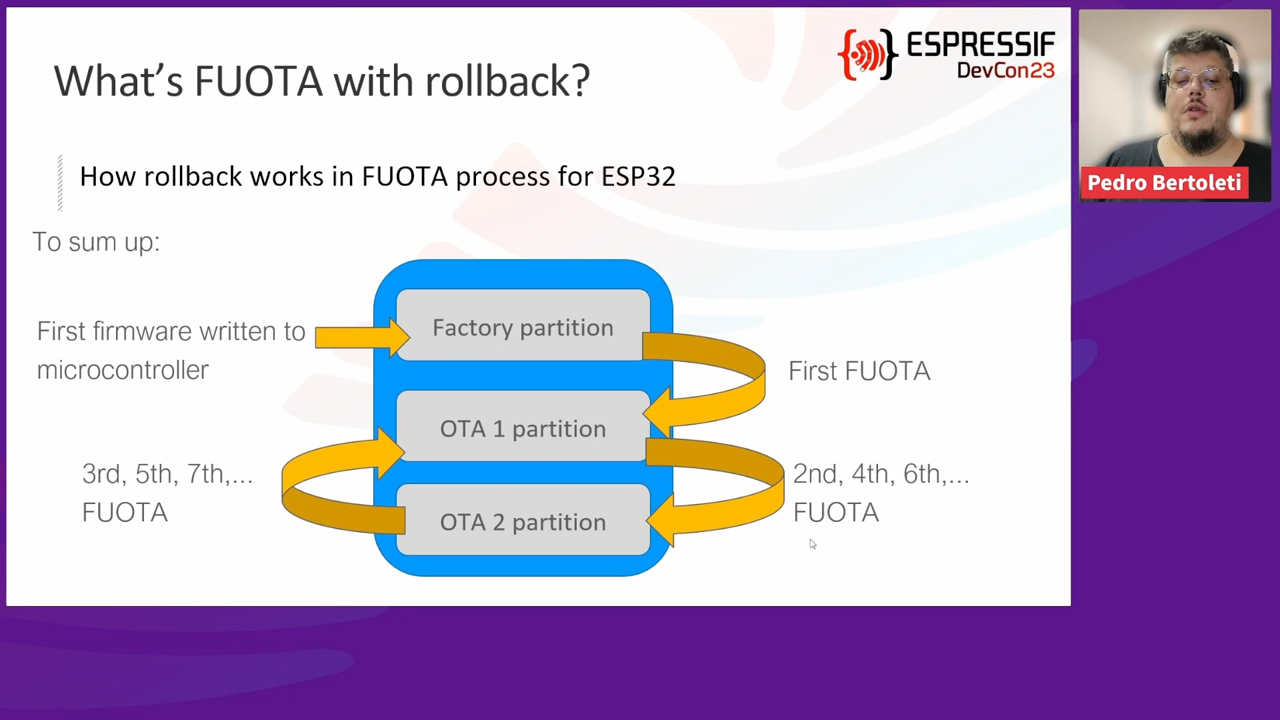 What's FUOTA with rollback?
{ } ESPRESSIF
DevCon23
How rollback works in FUOTA process for ESP32
To sum up:
First firmware written to
microcontroller
Factory partition
First FUOTA
OTA 1 partition
3rd, 5th, 7th,...
FUOTA
2nd, 4th, 6th,...
FUOTA
OTA 2 partition
Pedro Bertoleti